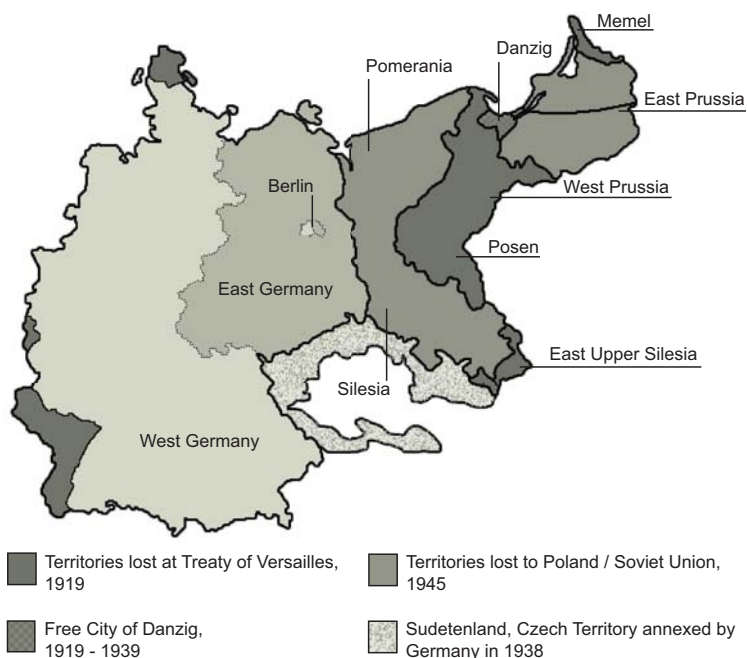 Memel
Danzig
Pomerania
East Prussia
Berlin
West Prussia
Posen
East Germany
East Upper Silesia
Silesia
West Germany
Territories lost at Treaty of Versailles,
1919
Territories lost to Poland / Soviet Union,
1945
Free City of Danzig,
1919 - 1939
Sudetenland, Czech Territory annexed by
Germany in 1938